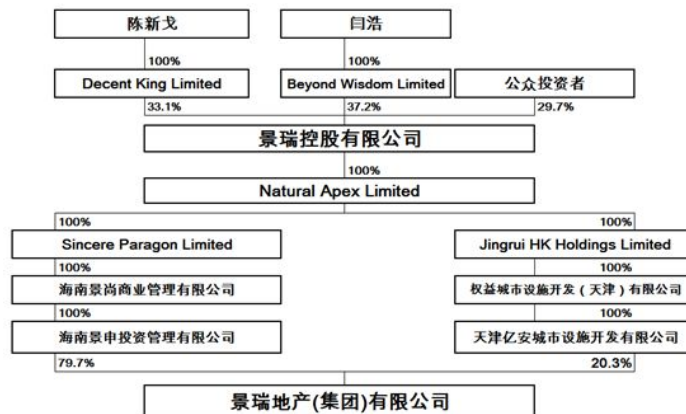 陈新戈
闫浩
100%
100%
Decent King Limited
Beyond Wisdom Limited
公众投资者
33.1%
37.2%
29.7%
景瑞控股有限公司
100%
Natural Apex Limited
100%
100%
Sincere Paragon Limited
Jingrui HK Holdings Limited
100%
100%
海南景尚商业管理有限公司
权益城市设施开发（天津）有限公司
100%
100%
海南景申投资管理有限公司
天津亿安城市设施开发有限公司
79.7%
20.3%
景瑞地产(集团)有限公司